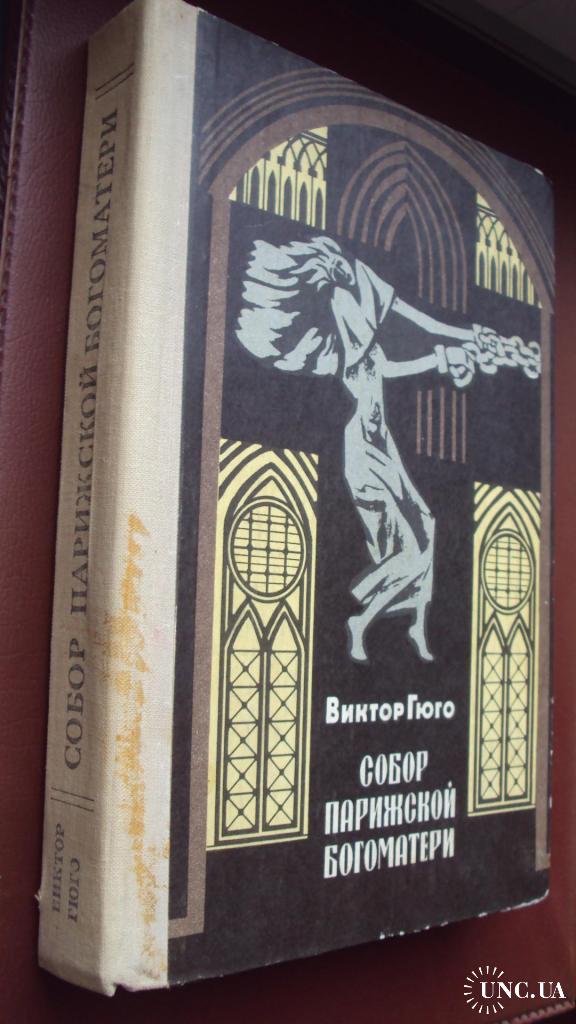 СОБОР ПАРИЖСКОЙ БОГОМАТЕРИ
ВИКТОР
ГЮГО
ВИКТОР ГЮГО
СОБОР
ПАРИЖСКОЙ
БОГОМАТЕРИ
UNC.UA